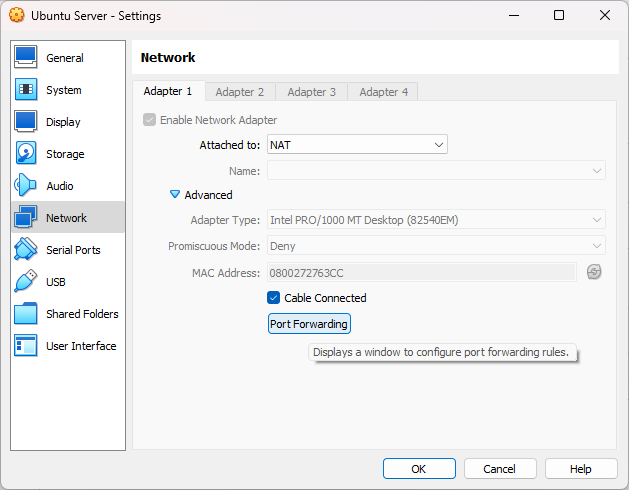 Ubuntu Server - Settings
General
System
Display
Storage
Audio
Network
Serial Ports
USB
Shared Folders
User Interface
Network
Adapter 1
Adapter 2
Adapter 3
Adapter 4
Enable Network Adapter
Attached to: NAT
Name:
Advanced
Adapter Type: Intel PRO/1000 MT Desktop (82540EM)
Promiscuous Mode: Deny
MAC Address: 0800272763CC
Cable Connected
Port Forwarding
Displays a window to configure port forwarding rules.
OK
Cancel
Help